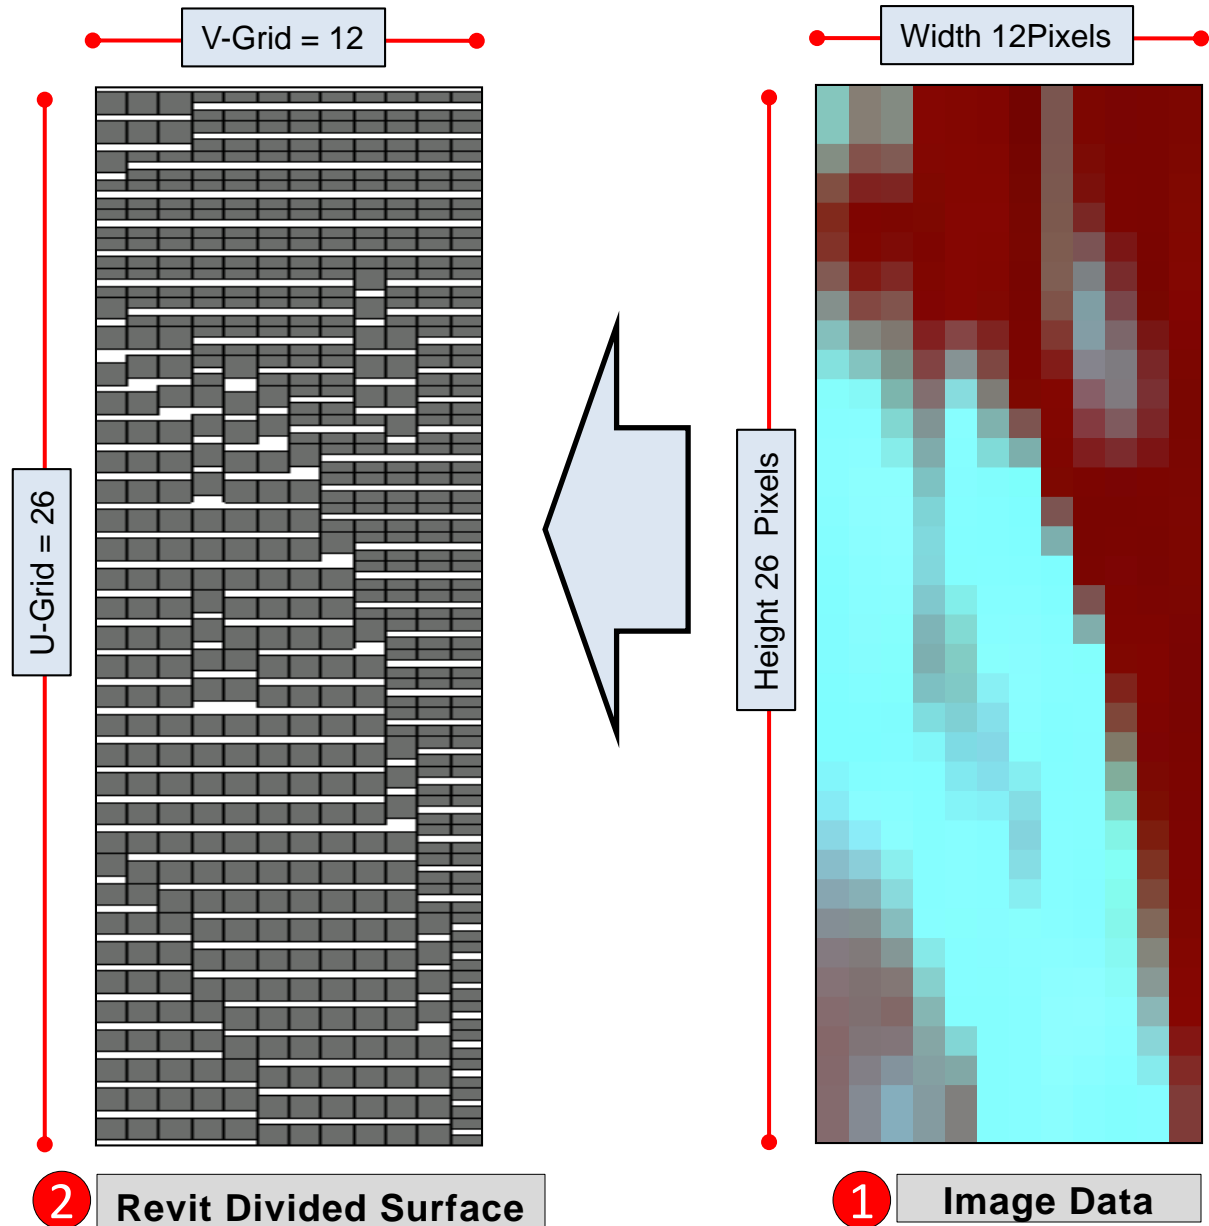 V-Grid = 12
Width 12Pixels
U-Grid = 26
Height 26 Pixels
2 Revit Divided Surface
1 Image Data